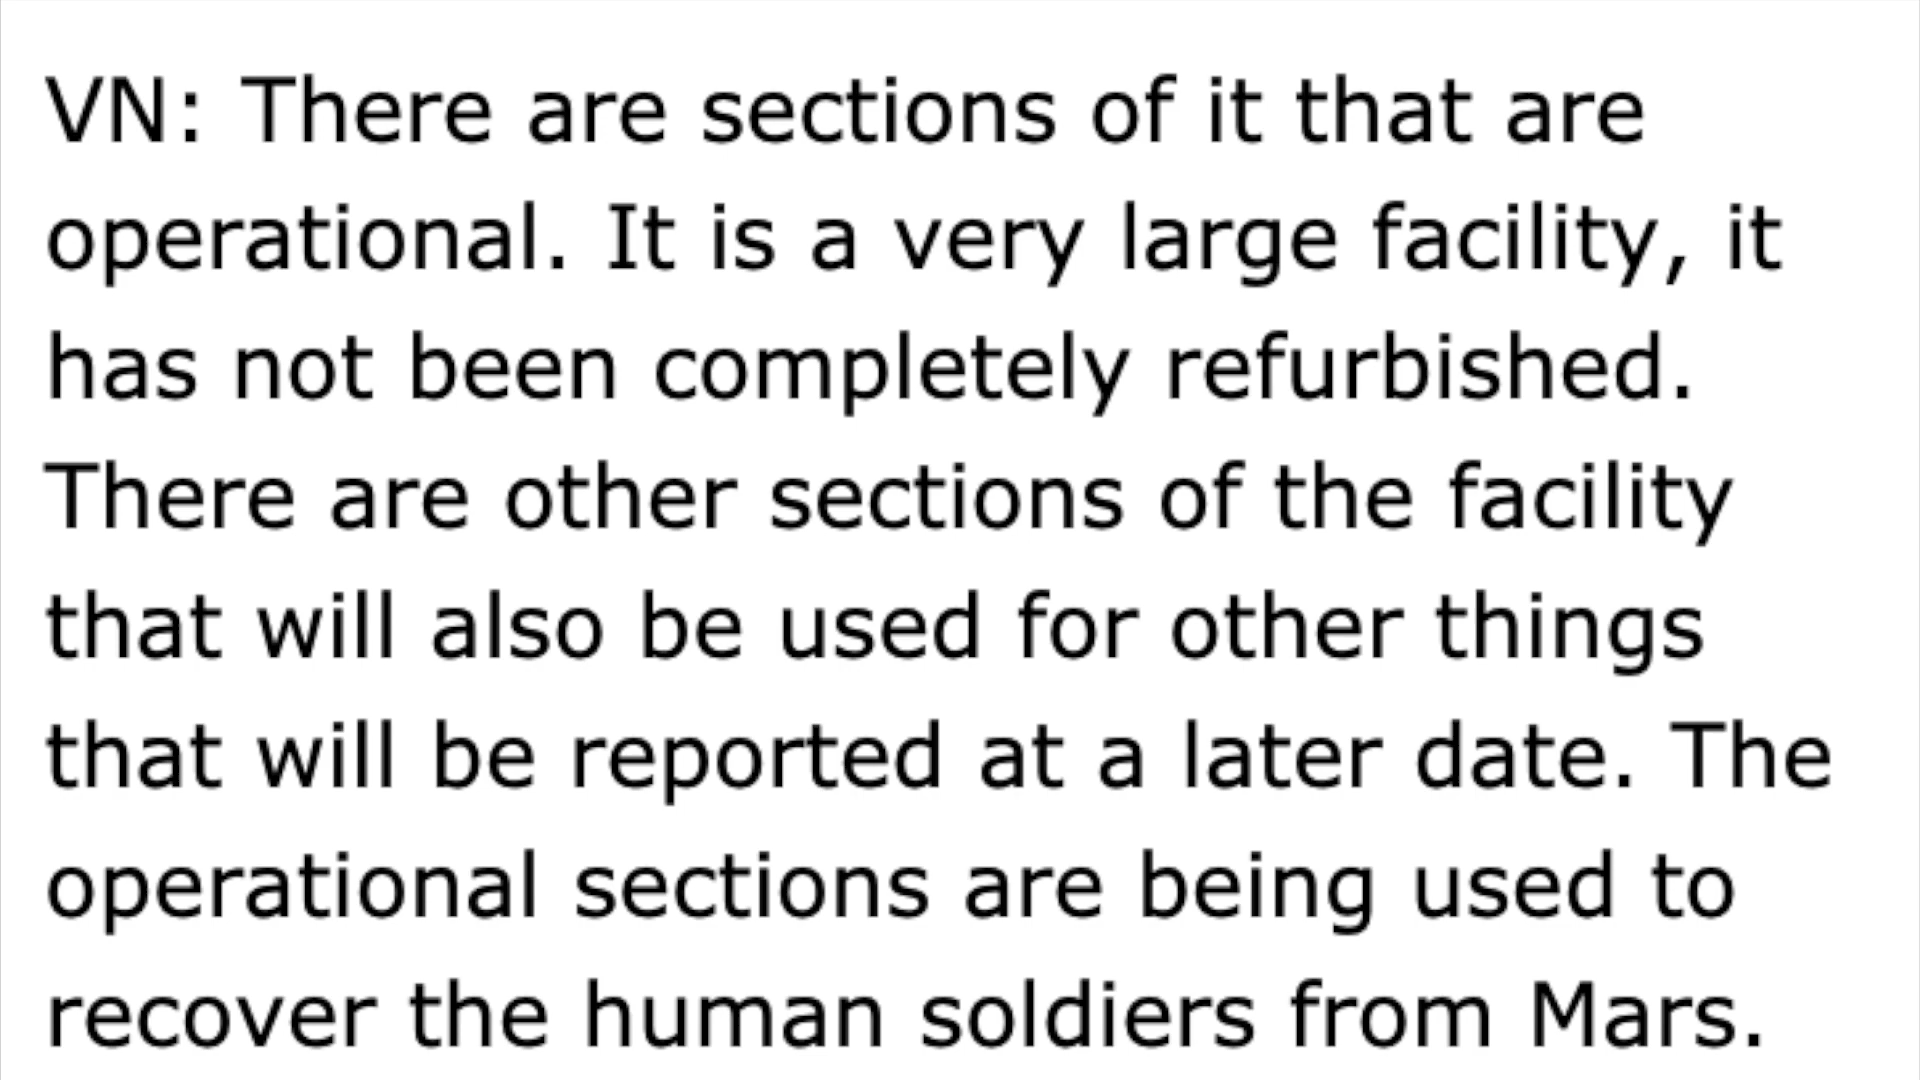 VN: There are sections of it that are
operational. It is a very large facility, it
has not been completely refurbished.
There are other sections of the facility
that will also be used for other things
that will be reported at a later date. The
operational sections are being used to
recover the human soldiers from Mars.